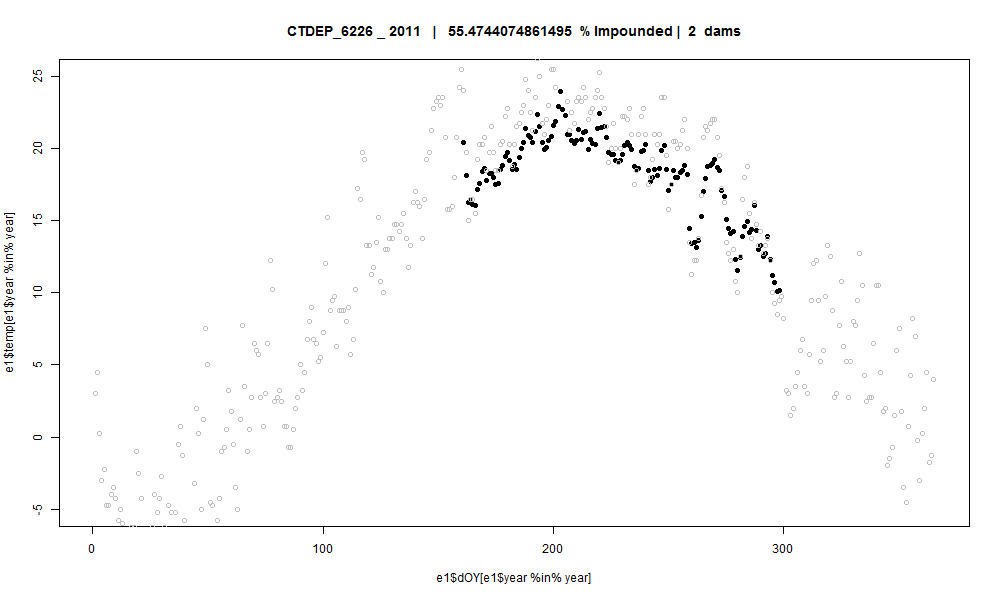 CTDEP_6226 _ 2011 | 55.4744074861495 % Impounded | 2 dams
e1$temp[e1$year %in% year]
25
20
15
10
5
0
-5
0 100 200 300
e1$dOY[e1$year %in% year]